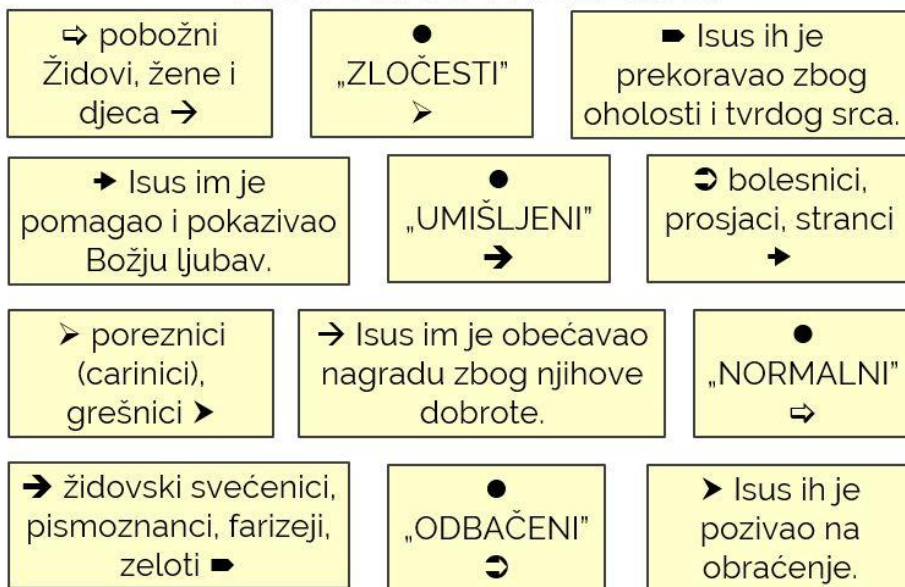 ➩ pobožni
Židovi, žene i
djeca →
●
„ZLOČESTI”
➢
➨ Isus ih je
prekoravao zbog
oholosti i tvrdog srca.
➜ Isus im je
pomagao i pokazivao
Božju ljubav.
●
„UMIŠLJENI”
➔
➲ bolesnici,
prosjaci, stranci
➜
➢ poreznici
(carinici),
grešnici ➤
→ Isus im je obećavao
nagradu zbog njihove
dobrote.
●
„NORMALNI”
➩
➔ židovski svećenici,
pismoznanci, farizeji,
zeloti ➨
●
„ODBAČENI”
➲
➤ Isus ih je
pozivao na
obraćenje.